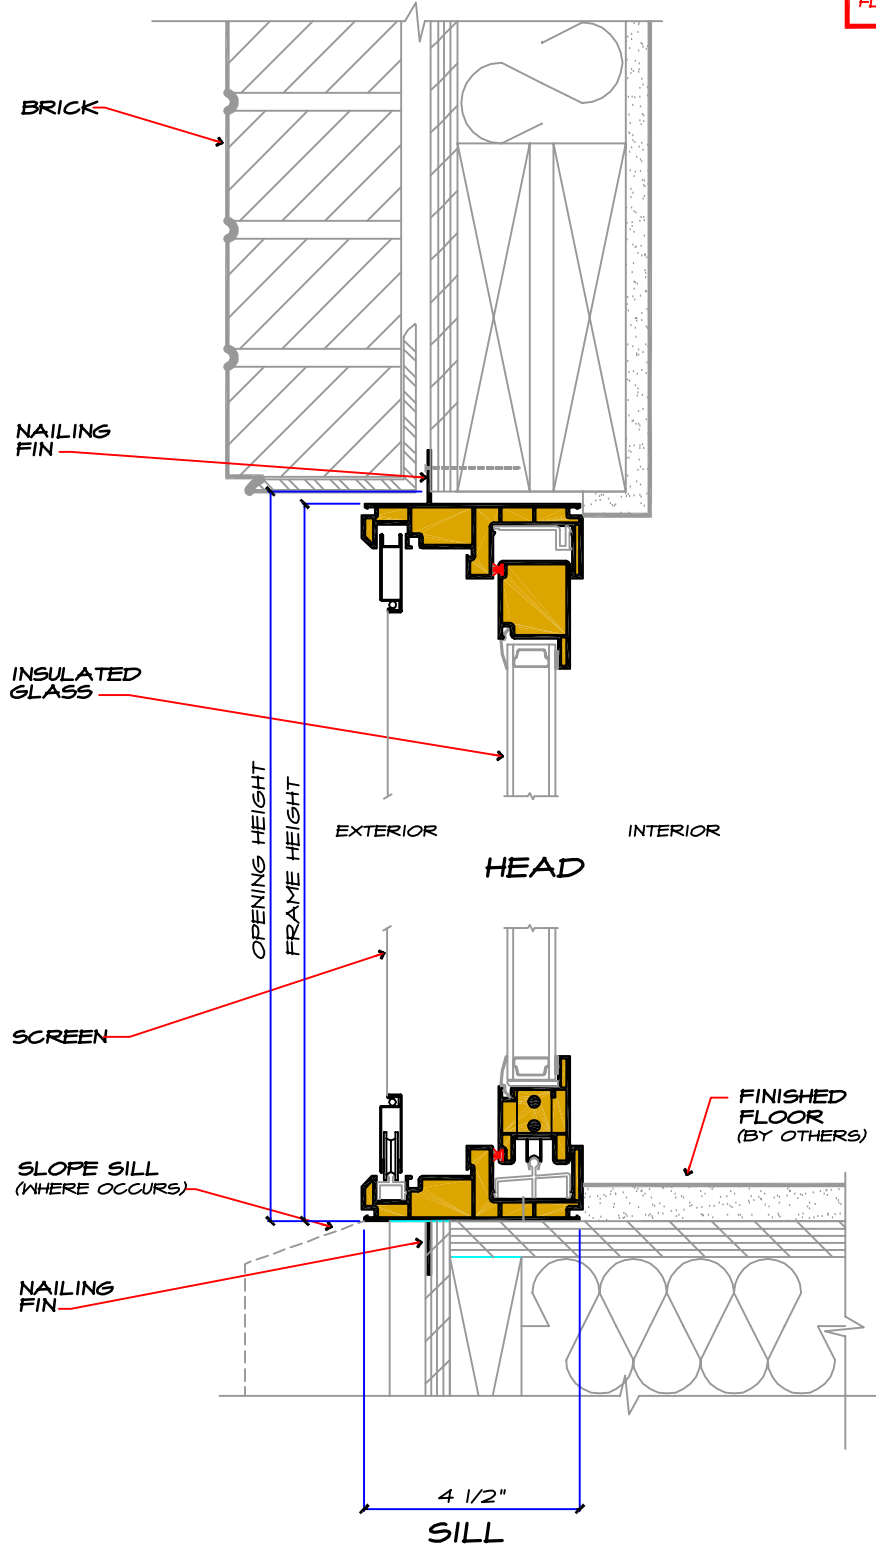 BRICK
NAILING
FIN
INSULATED
GLASS
OPENING HEIGHT
FRAME HEIGHT
EXTERIOR
INTERIOR
HEAD
SCREEN
FINISHED
FLOOR
(BY OTHERS)
SLOPE SILL
(WHERE OCCURS)
NAILING
FIN
4 1/2"
SILL